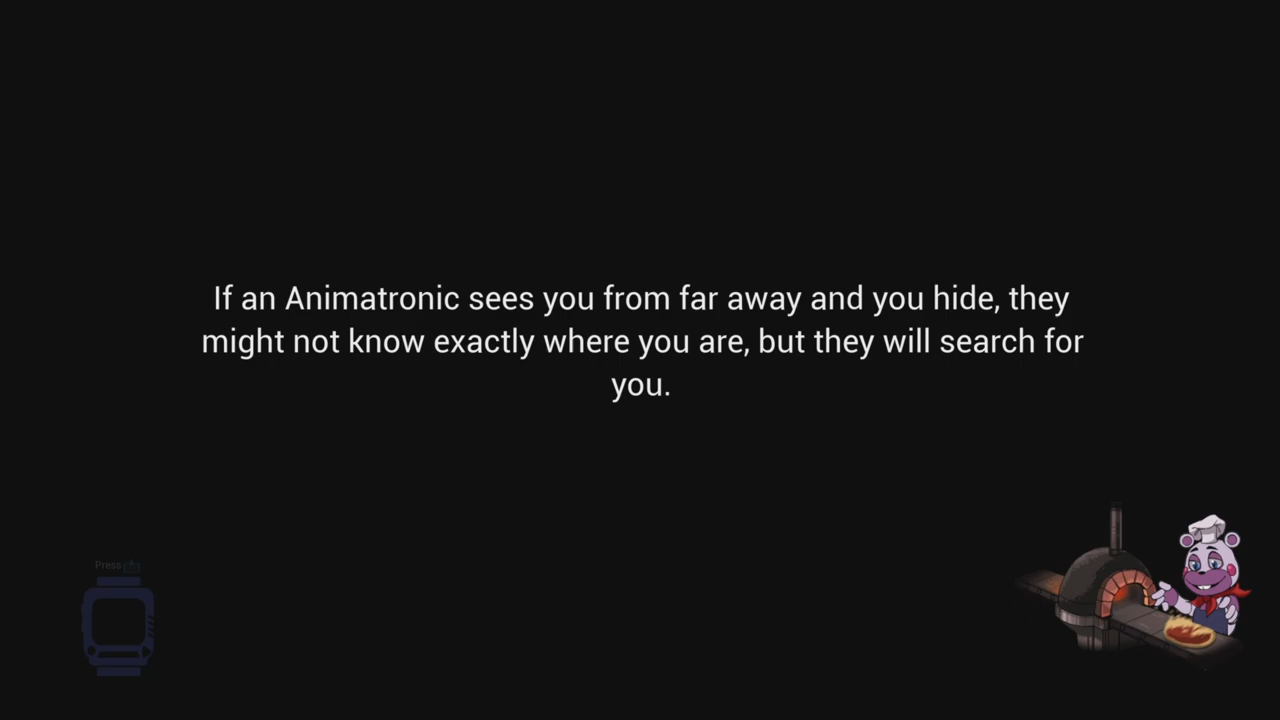 If an Animatronic sees you from far away and you hide, they
might not know exactly where you are, but they will search for
you.
Press